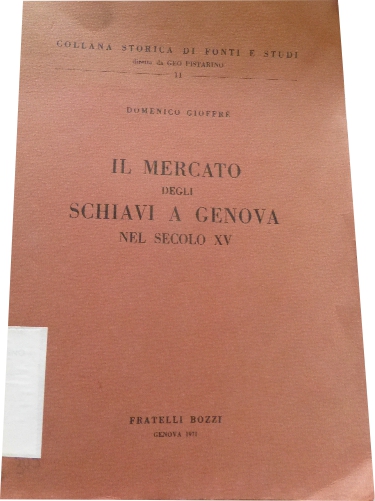 COLLANA STORICA DI FONTI E STUDI
diretta da GEO PISTARINO
11
DOMENICO GIOFFRÉ
IL MERCATO
DEGLI
SCHIAVI A GENOVA
NEL SECOLO XV
FRATELLI BOZZI
GENOVA 1971